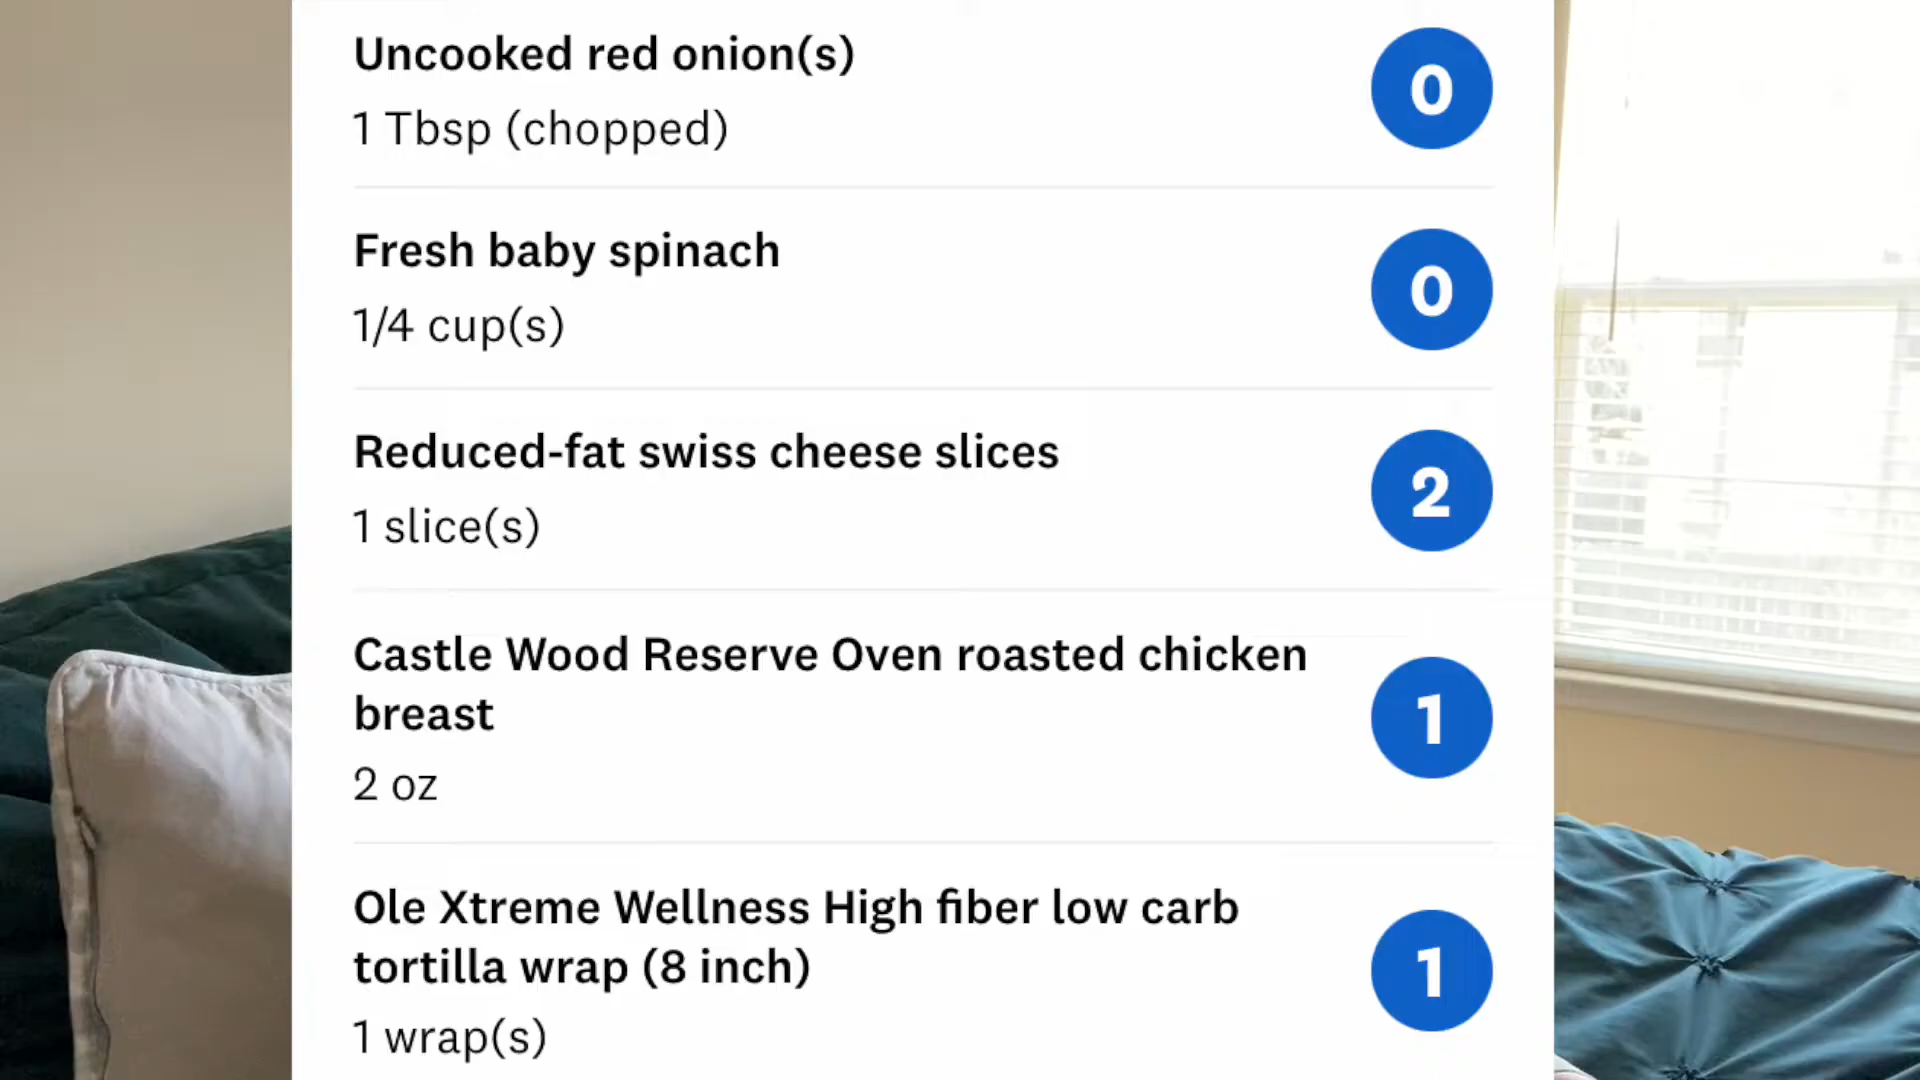 Uncooked red onion(s)
0
1 Tbsp (chopped)
Fresh baby spinach
0
1/4 cup(s)
Reduced-fat swiss cheese slices
2
1 slice(s)
Castle Wood Reserve Oven roasted chicken
breast
1
2 oz
Ole Xtreme Wellness High fiber low carb
tortilla wrap (8 inch)
1
1 wrap(s)